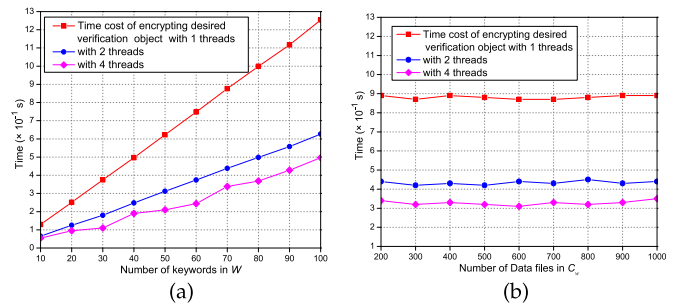 Time cost of encrypting desired
verification object with 1 threads
with 2 threads
with 4 threads
13
12
11
10
9
8
7
6
5
4
3
2
1
0
Time (× 10⁻¹ s)
10 20 30 40 50 60 70 80 90 100
Number of keywords in W
(a)
Time cost of encrypting desired
verification object with 1 threads
with 2 threads
with 4 threads
13
12
11
10
9
8
7
6
5
4
3
2
1
Time (× 10⁻¹ s)
200 300 400 500 600 700 800 900 1000
Number of Data files in C
(b)